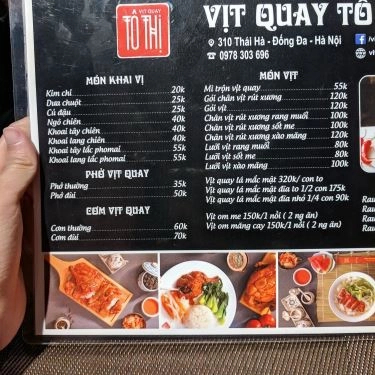 VỊT QUAY
TÔ THỊ
VỊT QUAY TÔ
310 Thái Hà - Đống Đa - Hà Nội
0978 303 696
MÓN KHAI VỊ
Kim chi 20k
Dưa chuột 25k
Củ đậu 25k
Ngô chiên 40k
Khoai tây chiên 40k
Khoai lang chiên 40k
Khoai tây lắc phomai 55k
Khoai lang lắc phomai 55k
PHỞ VỊT QUAY
Phở thường 35k
Phở đùi 50k
CƠM VỊT QUAY
Cơm thường 60k
Cơm đùi 70k
MÓN VỊT
Mì trộn vịt quay 55k
Gỏi chân vịt rút xương 120k
Gỏi vịt 120k
Chân vịt rút xương rang muối 100k
Chân vịt rút xương sốt me 100k
Chân vịt rút xương xào măng 120k
Lưỡi vịt rang muối 80k
Lưỡi vịt sốt me 80k
Lưỡi vịt xào măng 100k
Vịt quay lá mắc mật 320k/ con to
Vịt quay lá mắc mật đĩa to 1/2 con 175k
Vịt quay lá mắc mật đĩa nhỏ 1/4 con 90k
Vịt om me 150k/1 nồi ( 2 ng ăn)
Vịt om măng cay 150k/1 nồi ( 2 ng ăn)